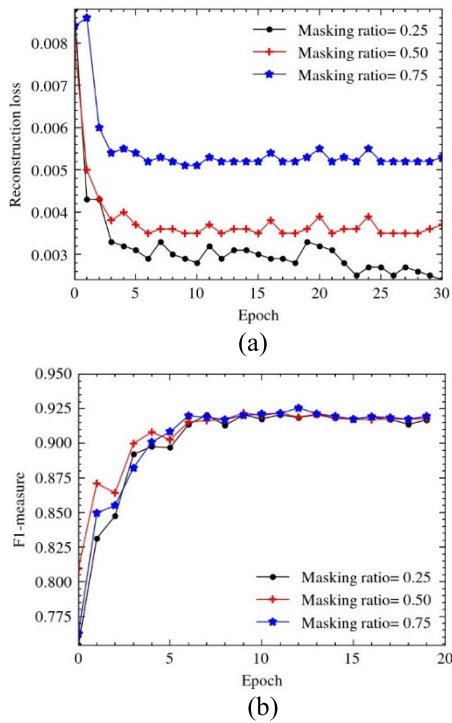 0.008
0.007
0.006
0.005
0.004
0.003
Reconstruction loss
Masking ratio= 0.25
Masking ratio= 0.50
Masking ratio= 0.75
0 5 10 15 20 25 30
Epoch
(a)
0.950
0.925
0.900
0.875
0.850
0.825
0.800
0.775
F1-measure
Masking ratio= 0.25
Masking ratio= 0.50
Masking ratio= 0.75
0 5 10 15 20
Epoch
(b)